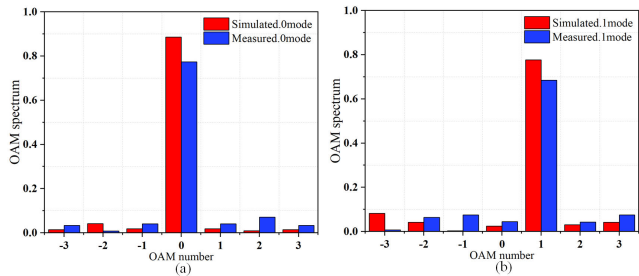 1.0
0.8
0.6
0.4
0.2
0.0
OAM spectrum
Simulated.0mode
Measured.0mode
-3 -2 -1 0 1 2 3
OAM number
(a)
1.0
0.8
0.6
0.4
0.2
0.0
OAM spectrum
Simulated.1mode
Measured.1mode
-3 -2 -1 0 1 2 3
OAM number
(b)